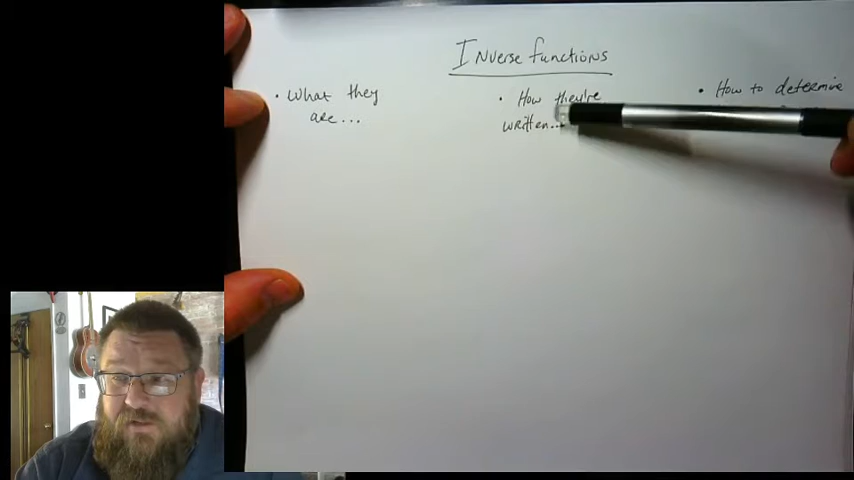 Inverse functions
• What they
are...
• How they're
written...
• How to determine